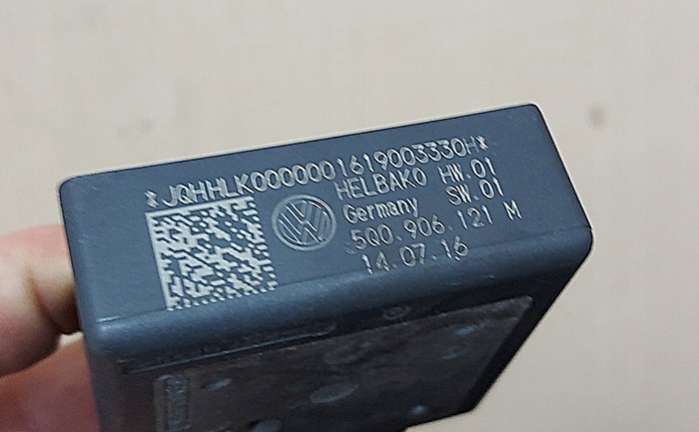 *JQHHLK0000001619003330H*
HELBAKO HW.01
Germany SW.01
5Q0.906.121 M
14.07.16